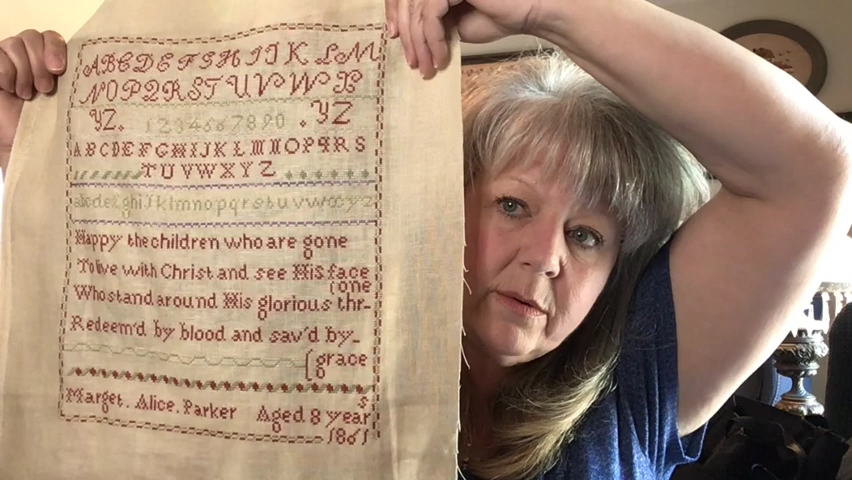 ABCDEFGHIJKLM
NOPQRSTUVWX
YZ. 1234567890 . YZ
ABCDEFGHIJKLMNOPQRS
TUVWXYZ
abcdefghijklmnopqrstuvwxyz
Happy the children who are gone
To live with Christ and see His face
Who stand around His glorious thr-(one
Redeem'd by blood and sav'd by-
(grace
Marget. Alice. Parker Aged 8 years
1861